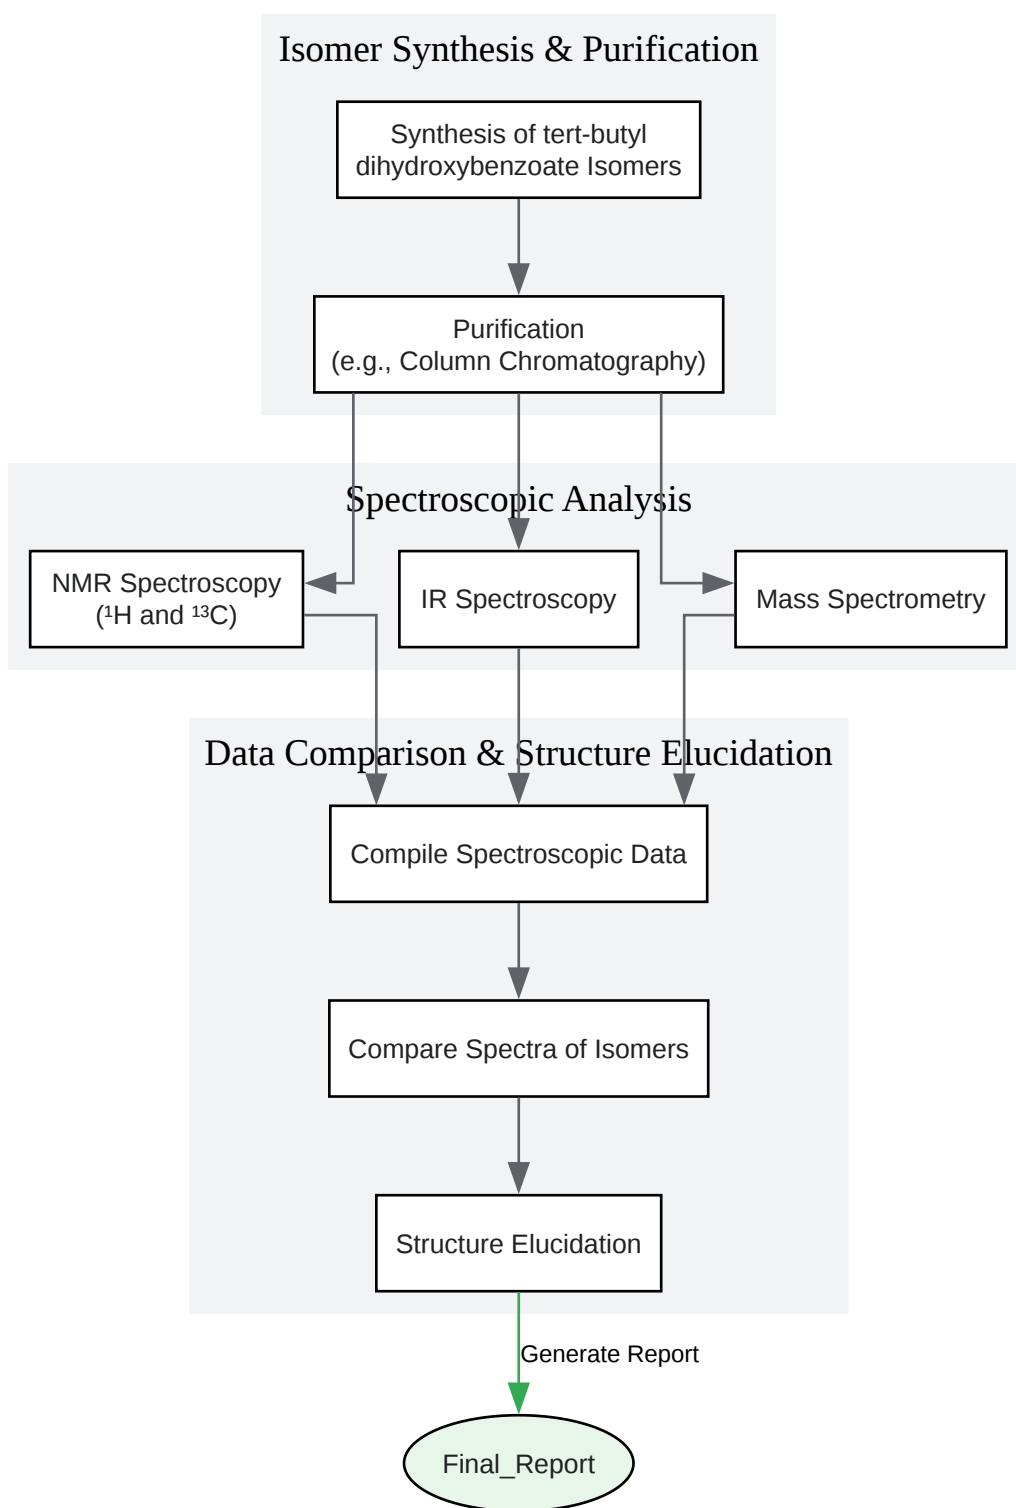 Isomer Synthesis & Purification
Synthesis of tert-butyl
dihydroxybenzoate Isomers
Purification
(e.g., Column Chromatography)
Spectroscopic Analysis
NMR Spectroscopy
(¹H and ¹³C)
IR Spectroscopy
Mass Spectrometry
Data Comparison & Structure Elucidation
Compile Spectroscopic Data
Compare Spectra of Isomers
Structure Elucidation
Generate Report
Final_Report